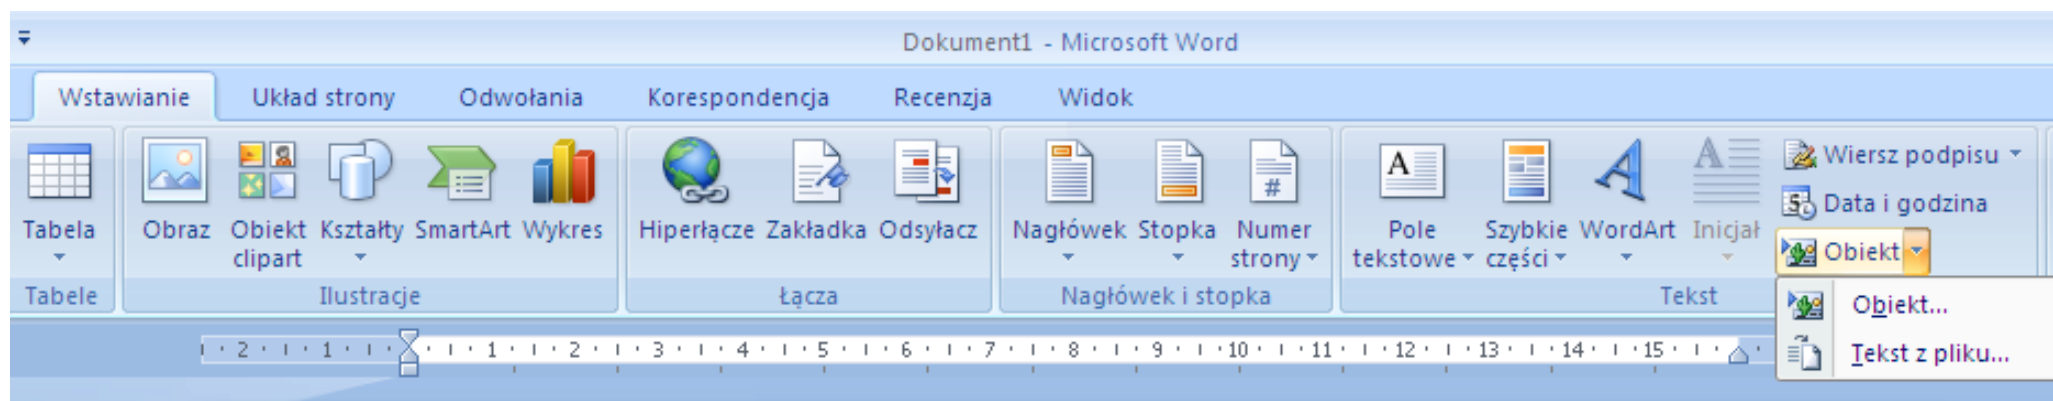 Dokument1 - Microsoft Word
Wstawianie Układ strony Odwołania Korespondencja Recenzja Widok
Tabela
Obraz
Obiekt clipart
Kształty
SmartArt
Wykres
Hiperłącze
Zakładka
Odsyłacz
Nagłówek
Stopka
Numer strony
Pole tekstowe
Szybkie części
WordArt
Inicjał
Wiersz podpisu
Data i godzina
Obiekt
Tabele Ilustracje Łącza Nagłówek i stopka Tekst
Obiekt...
Tekst z pliku...
2 1 1 2 3 4 5 6 7 8 9 10 11 12 13 14 15